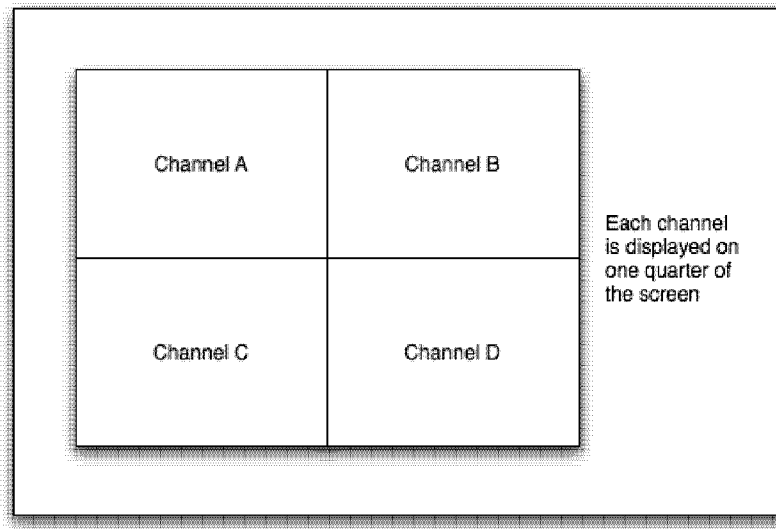 Channel A
Channel B
Each channel
is displayed on
one quarter of
the screen
Channel C
Channel D